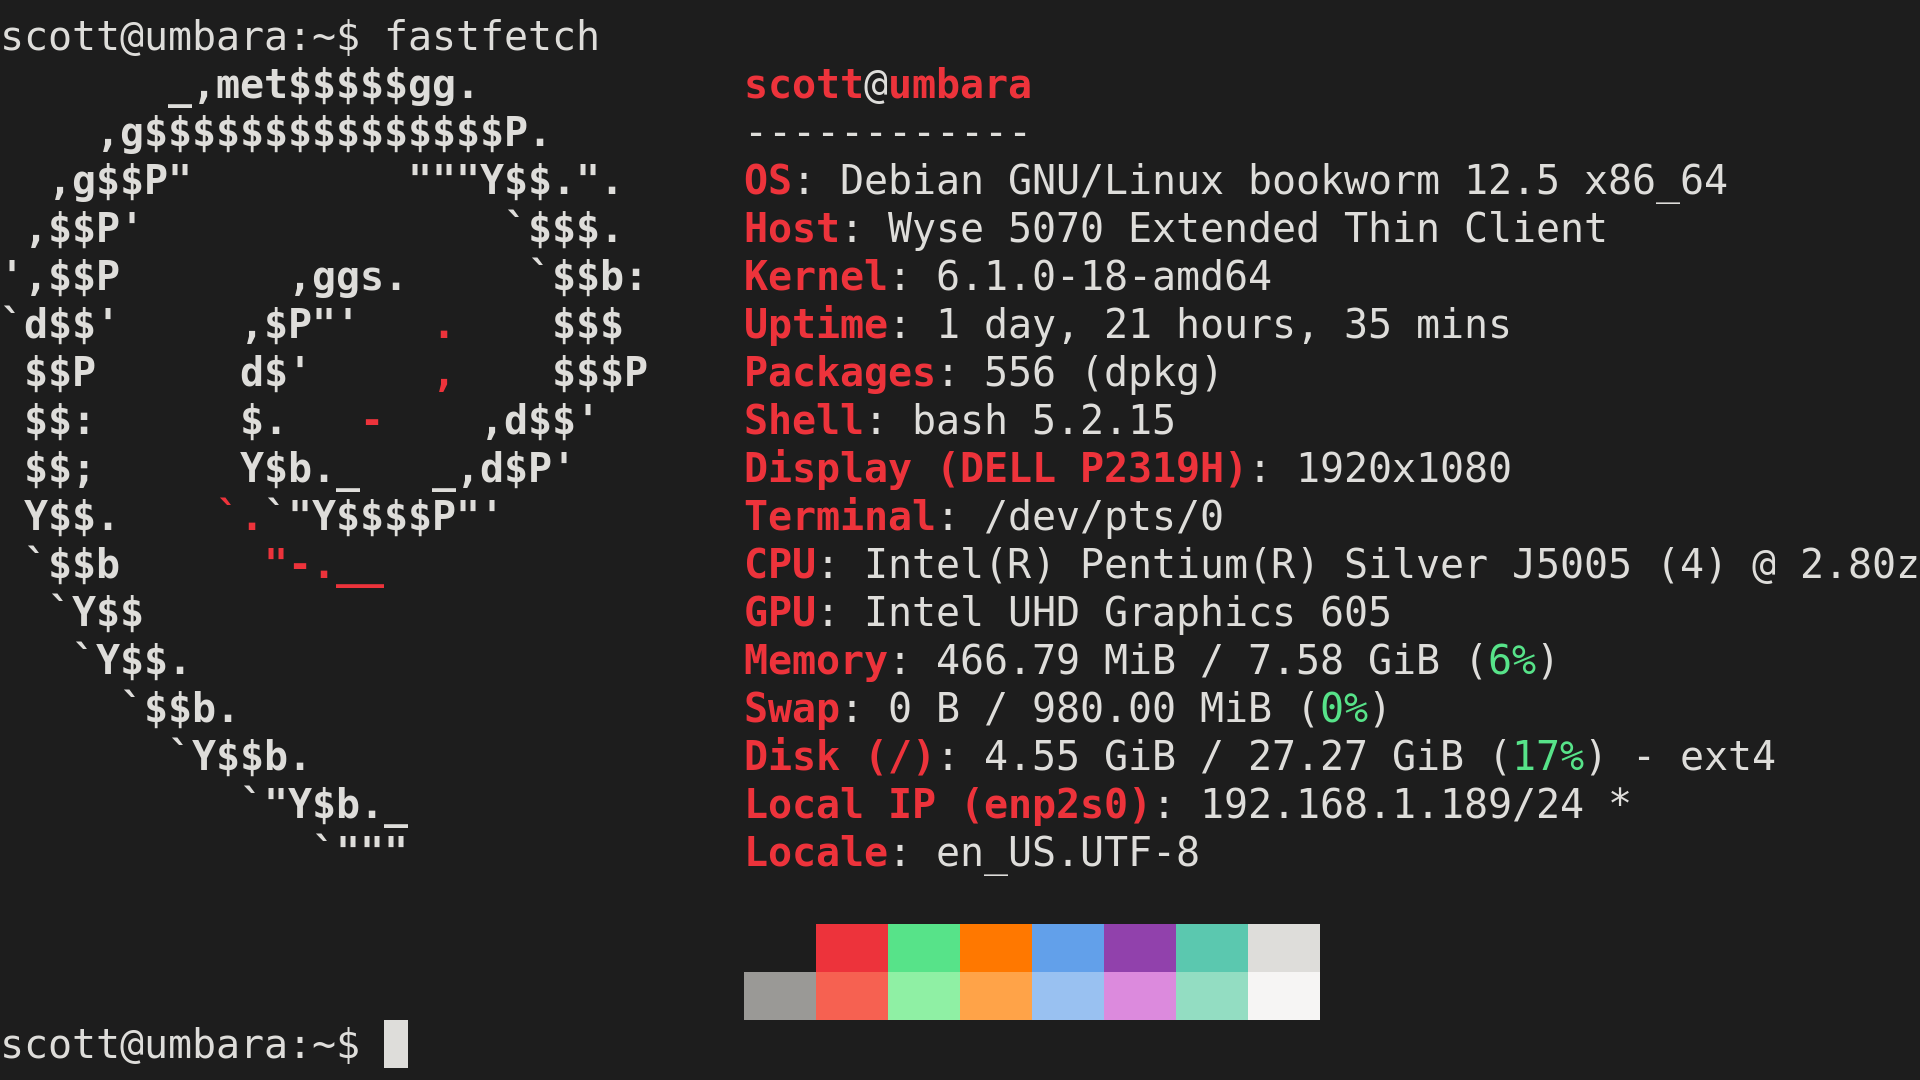 scott@umbara:~$ fastfetch
       _,met$$$$$gg.           scott@umbara
    ,g$$$$$$$$$$$$$$$P.        ------------
  ,g$$P"         """Y$$.".     OS: Debian GNU/Linux bookworm 12.5 x86_64
 ,$$P'               `$$$.     Host: Wyse 5070 Extended Thin Client
',$$P       ,ggs.     `$$b:    Kernel: 6.1.0-18-amd64
`d$$'     ,$P"'   .    $$$     Uptime: 1 day, 21 hours, 35 mins
 $$P      d$'     ,    $$$P    Packages: 556 (dpkg)
 $$:      $.   -    ,d$$'      Shell: bash 5.2.15
 $$;      Y$b._   _,d$P'       Display (DELL P2319H): 1920x1080
 Y$$.    `.`"Y$$$$P"'          Terminal: /dev/pts/0
 `$$b      "-.__               CPU: Intel(R) Pentium(R) Silver J5005 (4) @ 2.80z
  `Y$$                         GPU: Intel UHD Graphics 605
   `Y$$.                       Memory: 466.79 MiB / 7.58 GiB (6%)
     `$$b.                     Swap: 0 B / 980.00 MiB (0%)
       `Y$$b.                  Disk (/): 4.55 GiB / 27.27 GiB (17%) - ext4
          `"Y$b._              Local IP (enp2s0): 192.168.1.189/24 *
             `"""              Locale: en_US.UTF-8
scott@umbara:~$